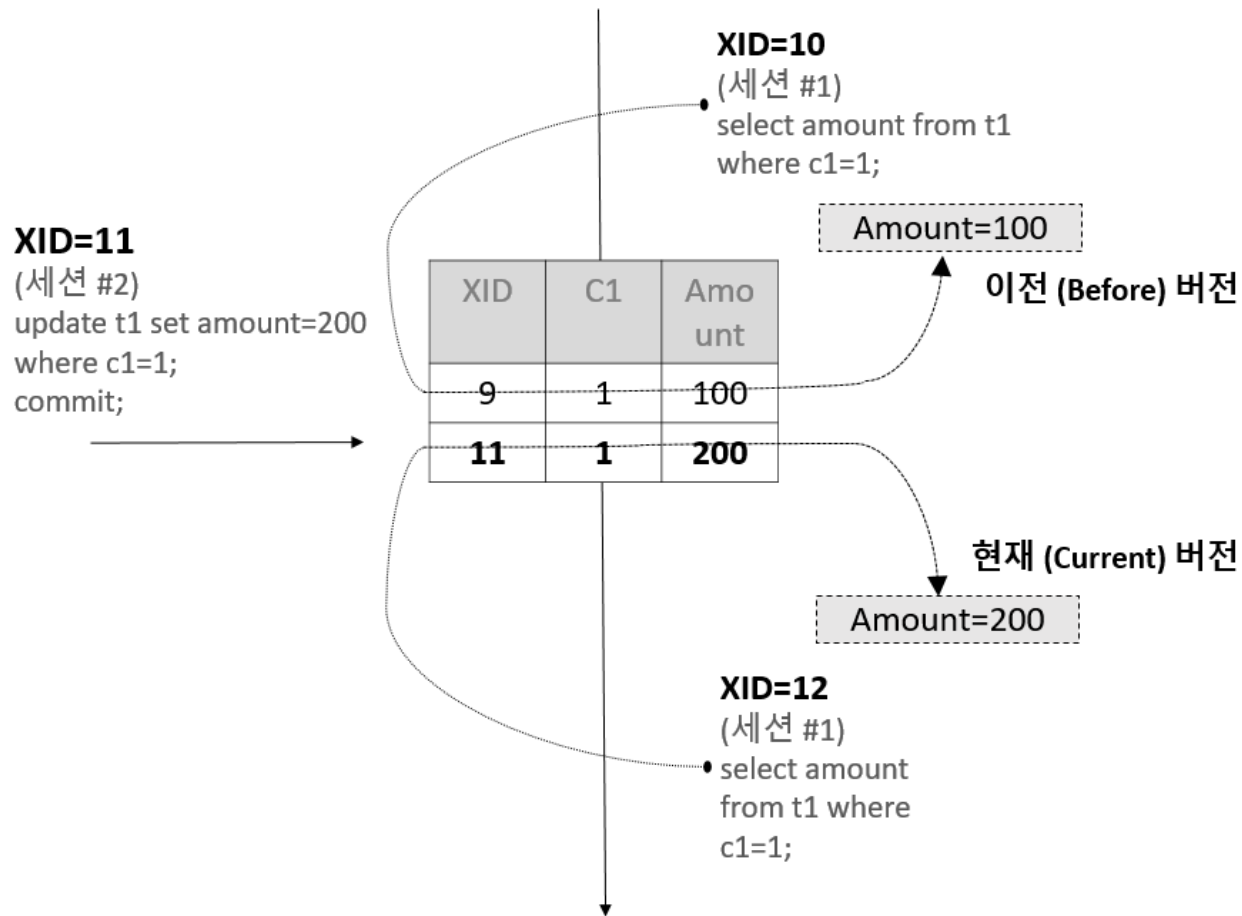 XID=10
(세션 #1)
select amount from t1
where c1=1;
Amount=100
이전 (Before) 버전
XID=11
(세션 #2)
update t1 set amount=200
where c1=1;
commit;
XID C1 Amo
unt
9 1 100
11 1 200
현재 (Current) 버전
Amount=200
XID=12
(세션 #1)
select amount
from t1 where
c1=1;